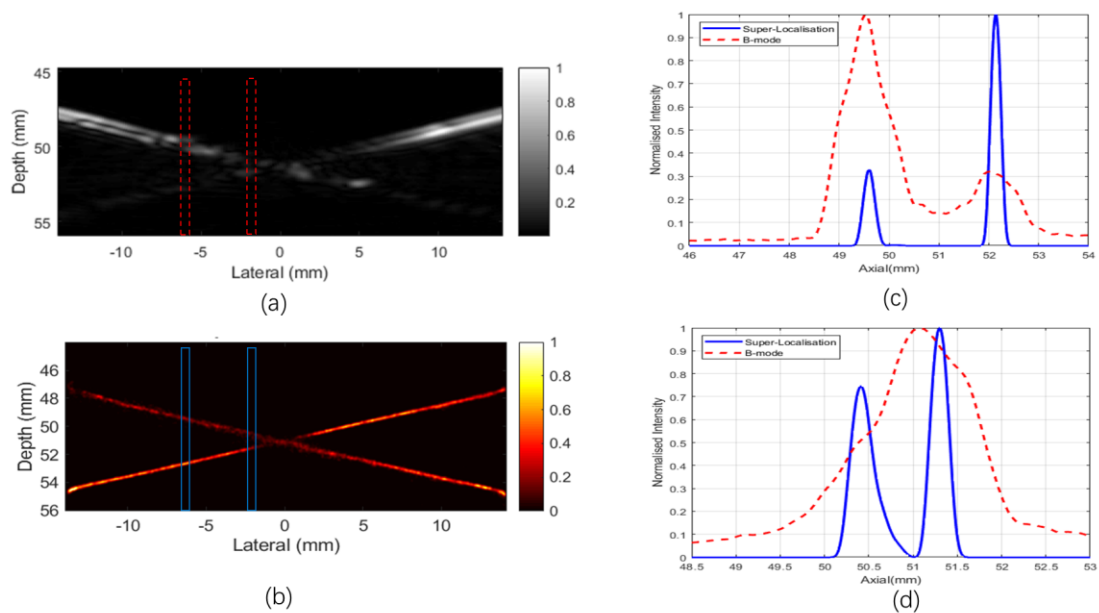 45
50
55
Depth (mm)
-10 -5 0 5 10
Lateral (mm)
1
0.8
0.6
0.4
0.2
(a)
1
0.9
0.8
0.7
0.6
0.5
0.4
0.3
0.2
0.1
0
Normalised Intensity
Super-Localisation
B-mode
46 47 48 49 50 51 52 53 54
Axial(mm)
(c)
46
48
50
52
54
56
Depth (mm)
-10 -5 0 5 10
Lateral (mm)
1
0.8
0.6
0.4
0.2
0
(b)
1
0.9
0.8
0.7
0.6
0.5
0.4
0.3
0.2
0.1
0
Normalised Intensity
Super-Localisation
B-mode
48.5 49 49.5 50 50.5 51 51.5 52 52.5 53
Axial(mm)
(d)